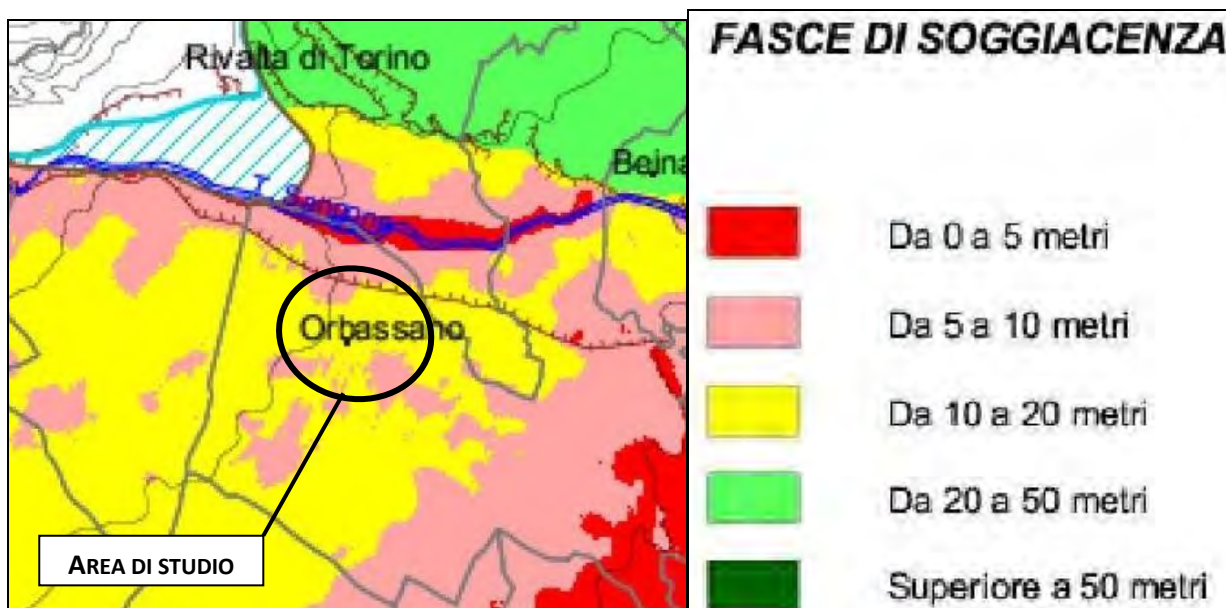 Rivalta di Torino
Beina
Orbassano
AREA DI STUDIO
FASCE DI SOGGIACENZA
Da 0 a 5 metri
Da 5 a 10 metri
Da 10 a 20 metri
Da 20 a 50 metri
Superiore a 50 metri